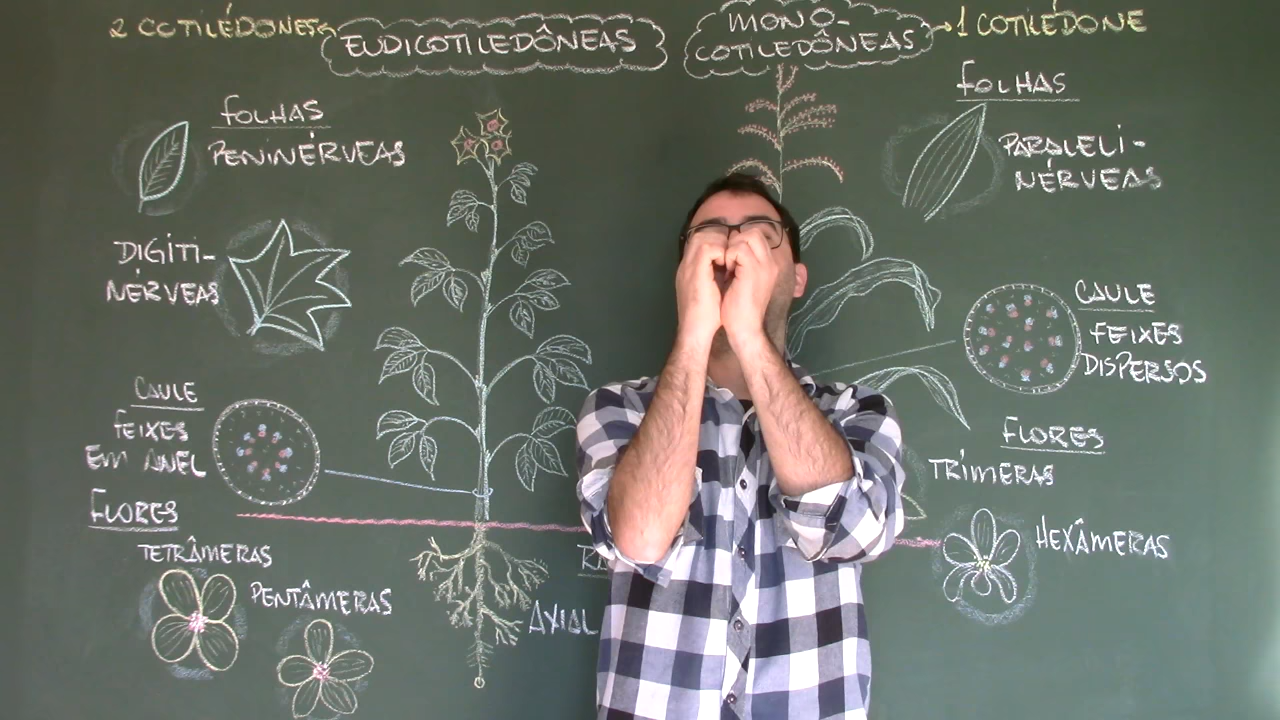 2 COTILÉDONES
EUDICOTILEDÔNEAS
FOLHAS
PENINÉRVEAS
DIGITI-
NÉRVEAS
CAULE
FEIXES
EM ANEL
FLORES
TETRÂMERAS
PENTÂMERAS
AXIAL
MONO-
COTILEDÔNEAS
1 COTILÉDONE
FOLHAS
PARALELI-
NÉRVEAS
CAULE
FEIXES
DISPERSOS
FLORES
TRÍMERAS
HEXÂMERAS